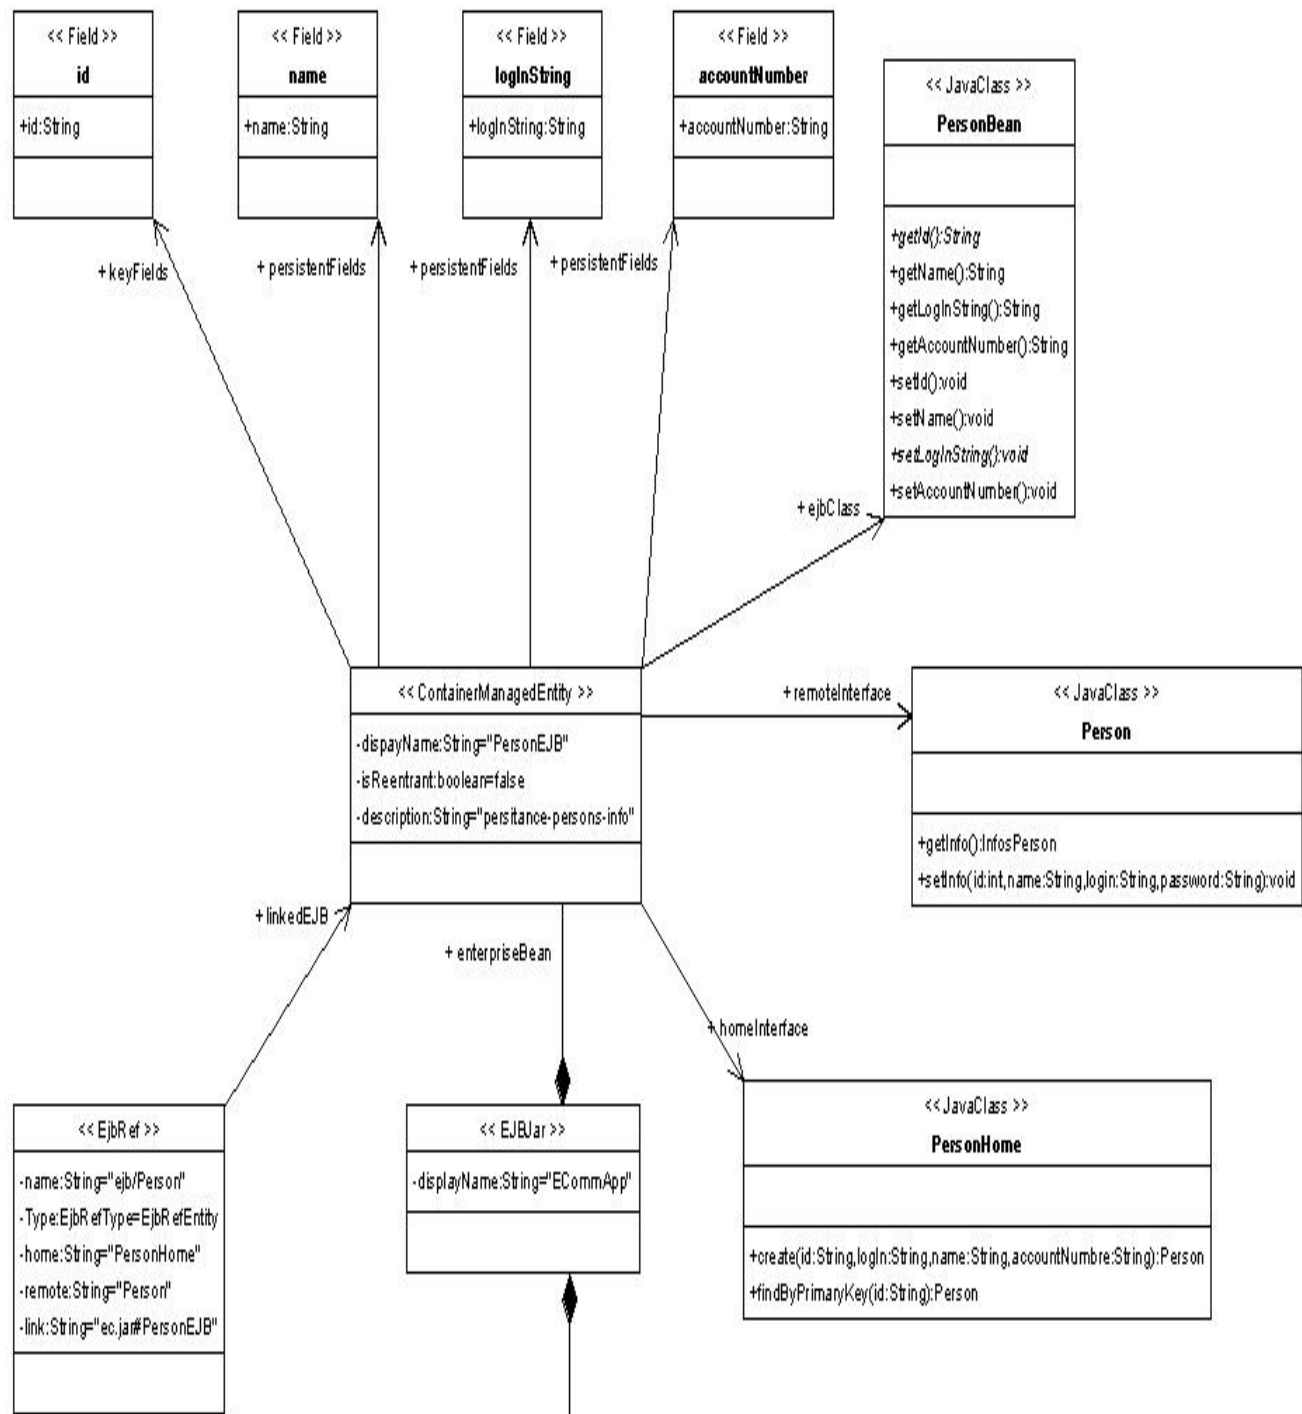 << Field >>
id
+id:String
<< Field >>
name
+name:String
<< Field >>
logInString
+logInString:String
<< Field >>
accountNumber
+accountNumber:String
<< JavaClass >>
PersonBean
+getId():String
+getName():String
+getLogInString():String
+getAccountNumber():String
+setId():void
+setName():void
+setLogInString():void
+setAccountNumber():void
+ keyFields
+ persistentFields
+ persistentFields
+ persistentFields
+ ejbClass
<< ContainerManagedEntity >>
-dispayName:String="PersonEJB"
-isReentrant:boolean=false
-description:String="persitance-persons-info"
+ remoteInterface
<< JavaClass >>
Person
+getInfo():InfosPerson
+setInfo(id:int,name:String,login:String,password:String):void
+ linkedEJB
+ enterpriseBean
+ homeInterface
<< EjbRef >>
-name:String="ejb/Person"
-Type:EjbRefType=EjbRefEntity
-home:String="PersonHome"
-remote:String="Person"
-link:String="ec.jar#PersonEJB"
<< EJBJar >>
-displayName:String="ECommApp"
<< JavaClass >>
PersonHome
+create(id:String,logIn:String,name:String,accountNumbre:String):Person
+findByPrimaryKey(id:String):Person